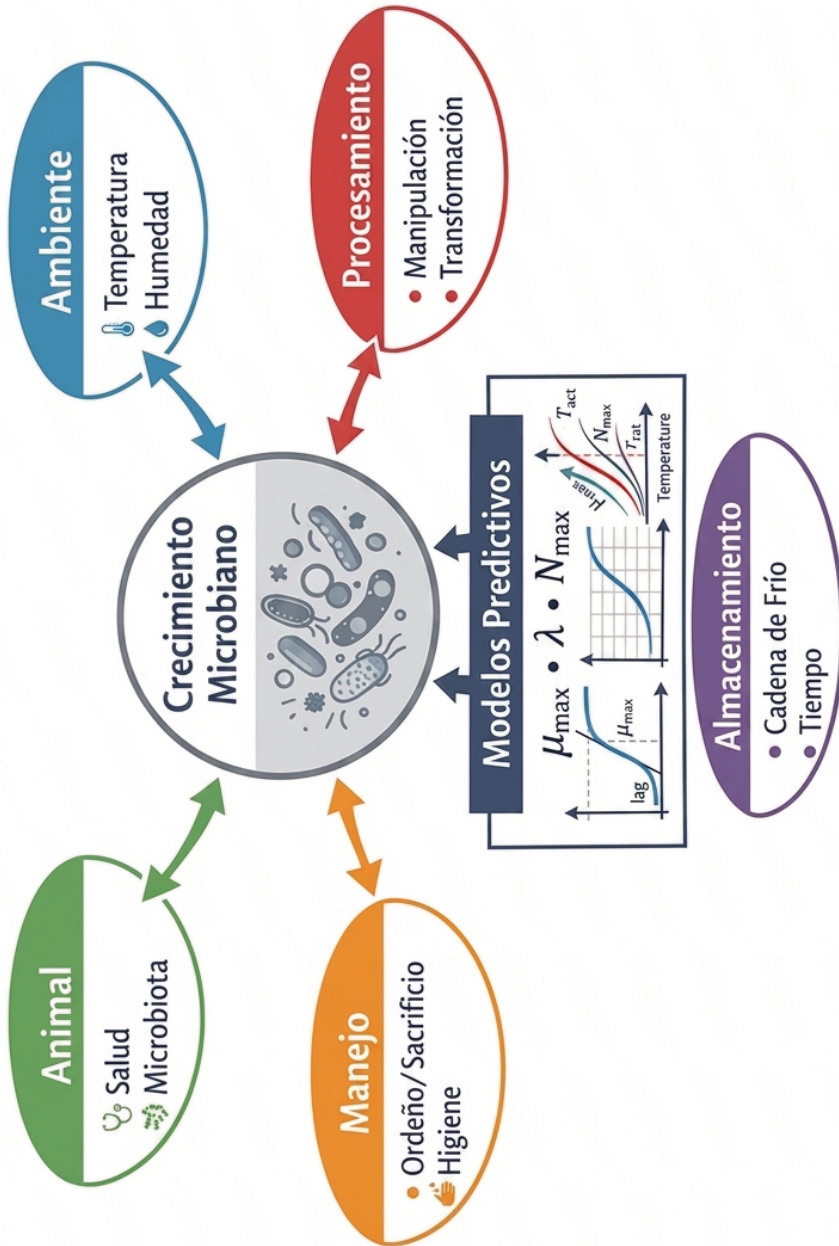 Animal
Salud
Microbiota
Ambiente
Temperatura
Humedad
Crecimiento
Microbiano
Manejo
• Ordeño/Sacrificio
Higiene
Procesamiento
• Manipulación
• Transformación
Modelos Predictivos
μmax • λ • Nmax
lag
μmax
Tact
Nmax
Trat
Temperature
Almacenamiento
• Cadena de Frío
• Tiempo